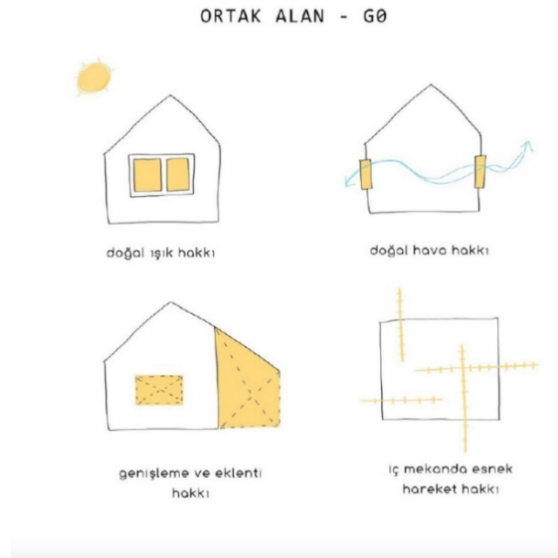 ORTAK ALAN - G0
doğal ışık hakkı
doğal hava hakkı
genişleme ve eklenti
hakkı
iç mekanda esnek
hareket hakkı